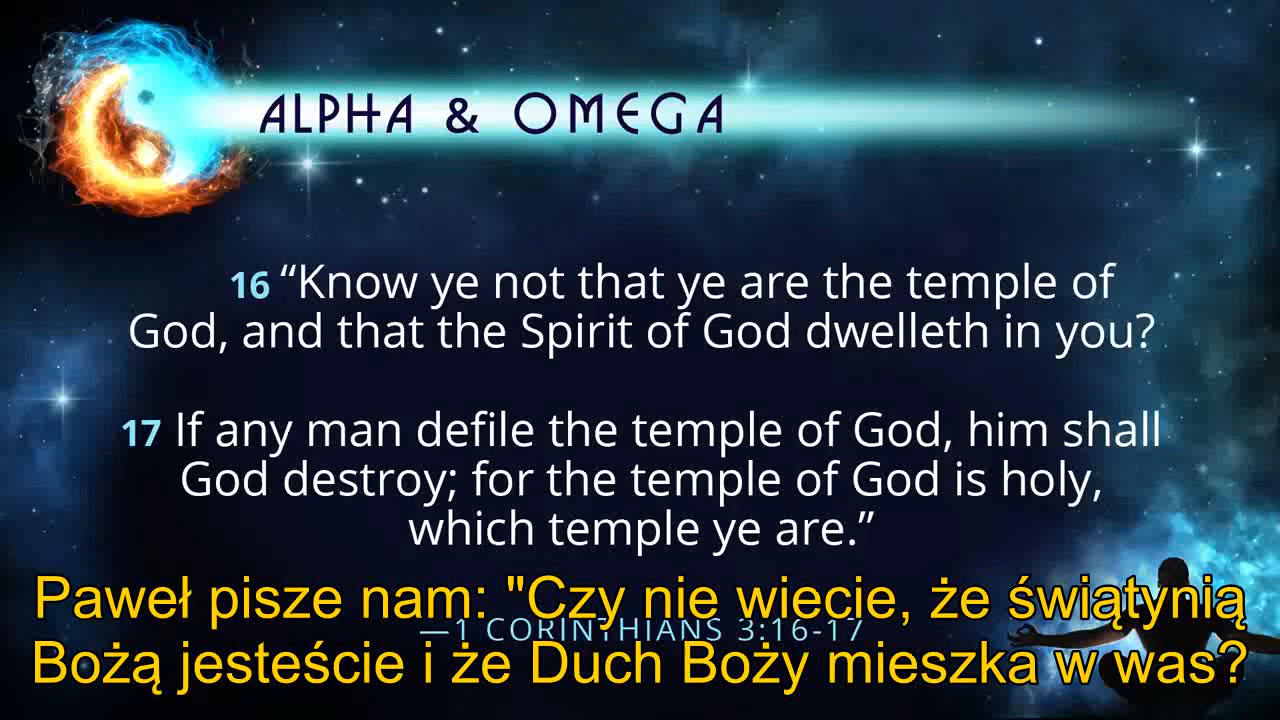 ALPHA & OMEGA
16 “Know ye not that ye are the temple of
God, and that the Spirit of God dwelleth in you?
17 If any man defile the temple of God, him shall
God destroy; for the temple of God is holy,
which temple ye are.”
—1 CORINTHIANS 3:16-17
Paweł pisze nam: "Czy nie wiecie, że świątynią
Bożą jesteście i że Duch Boży mieszka w was?